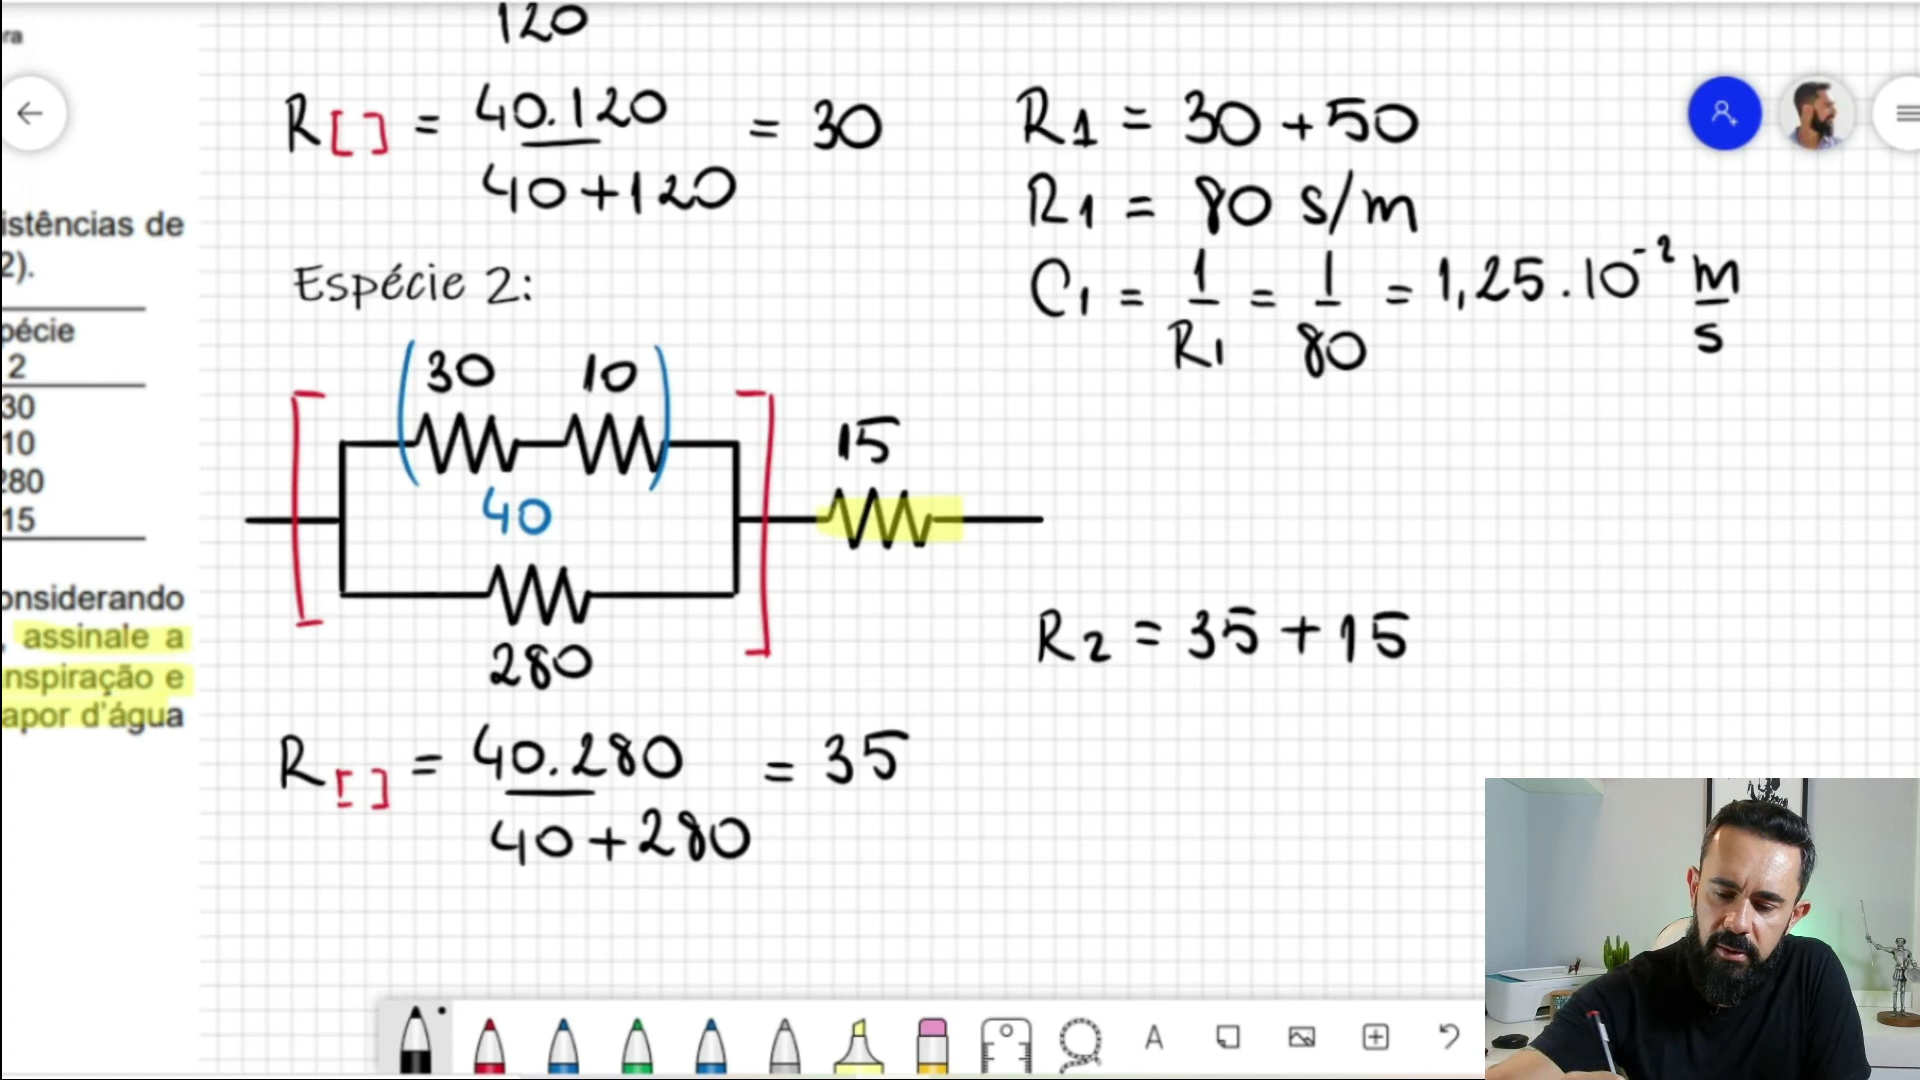 ra
istências de
2).
pécie
2
30
10
280
15
onsiderando
, assinale a
nspiração e
apor d'água
120
R[ ] = 40.120 = 30
40+120
Espécie 2:
30 10
15
40
280
R[ ] = 40.280 = 35
40+280
R1 = 30+50
R1 = 80 s/m
C1 = 1 = 1 = 1,25.10⁻² m
R1 80 s
R2 = 35+15
A